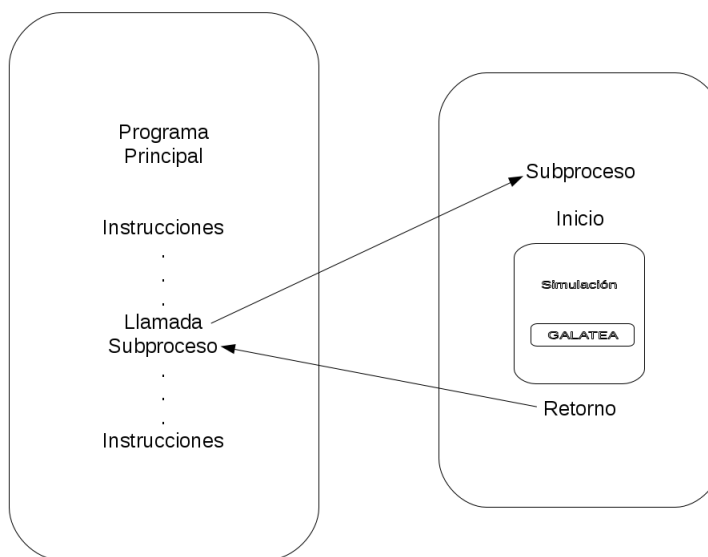 Programa
Principal
Instrucciones
.
.
.
Llamada
Subproceso
.
.
.
Instrucciones
Subproceso
Inicio
Simulación
GALATEA
Retorno